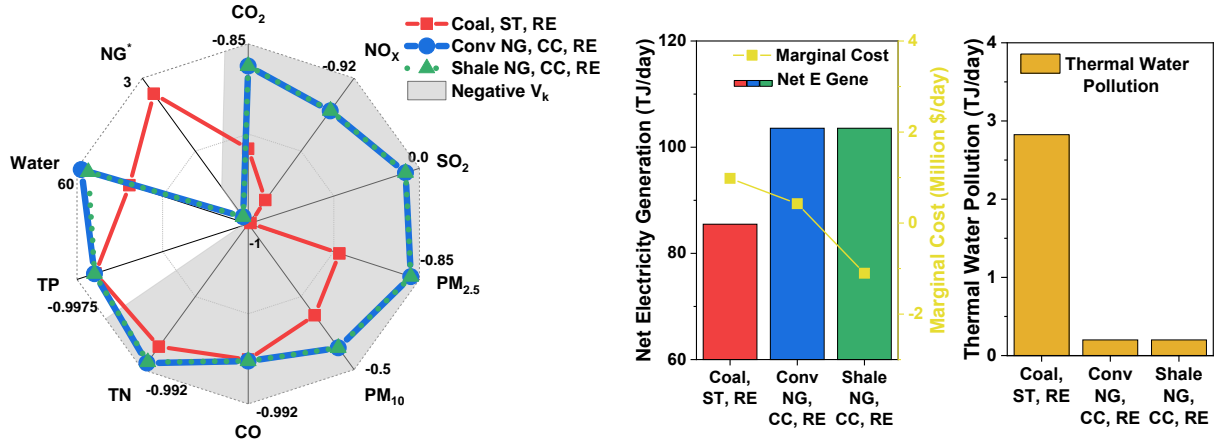 CO₂
-0.85
NOX
-0.92
SO₂
0.0
PM₂.₅
-0.85
PM₁₀
-0.5
CO
-0.992
TN
-0.992
TP
-0.9975
Water
60
NG*
3
-1
Coal, ST, RE
Conv NG, CC, RE
Shale NG, CC, RE
Negative Vₖ
Net Electricity Generation (TJ/day)
120
100
80
60
Marginal Cost
Net E Gene
Marginal Cost (Million $/day)
4
2
0
-2
Coal,
ST, RE
Conv
NG,
CC, RE
Shale
NG,
CC, RE
Thermal Water Pollution (TJ/day)
4
3
2
1
0
Thermal Water
Pollution
Coal,
ST, RE
Conv
NG,
CC, RE
Shale
NG,
CC, RE